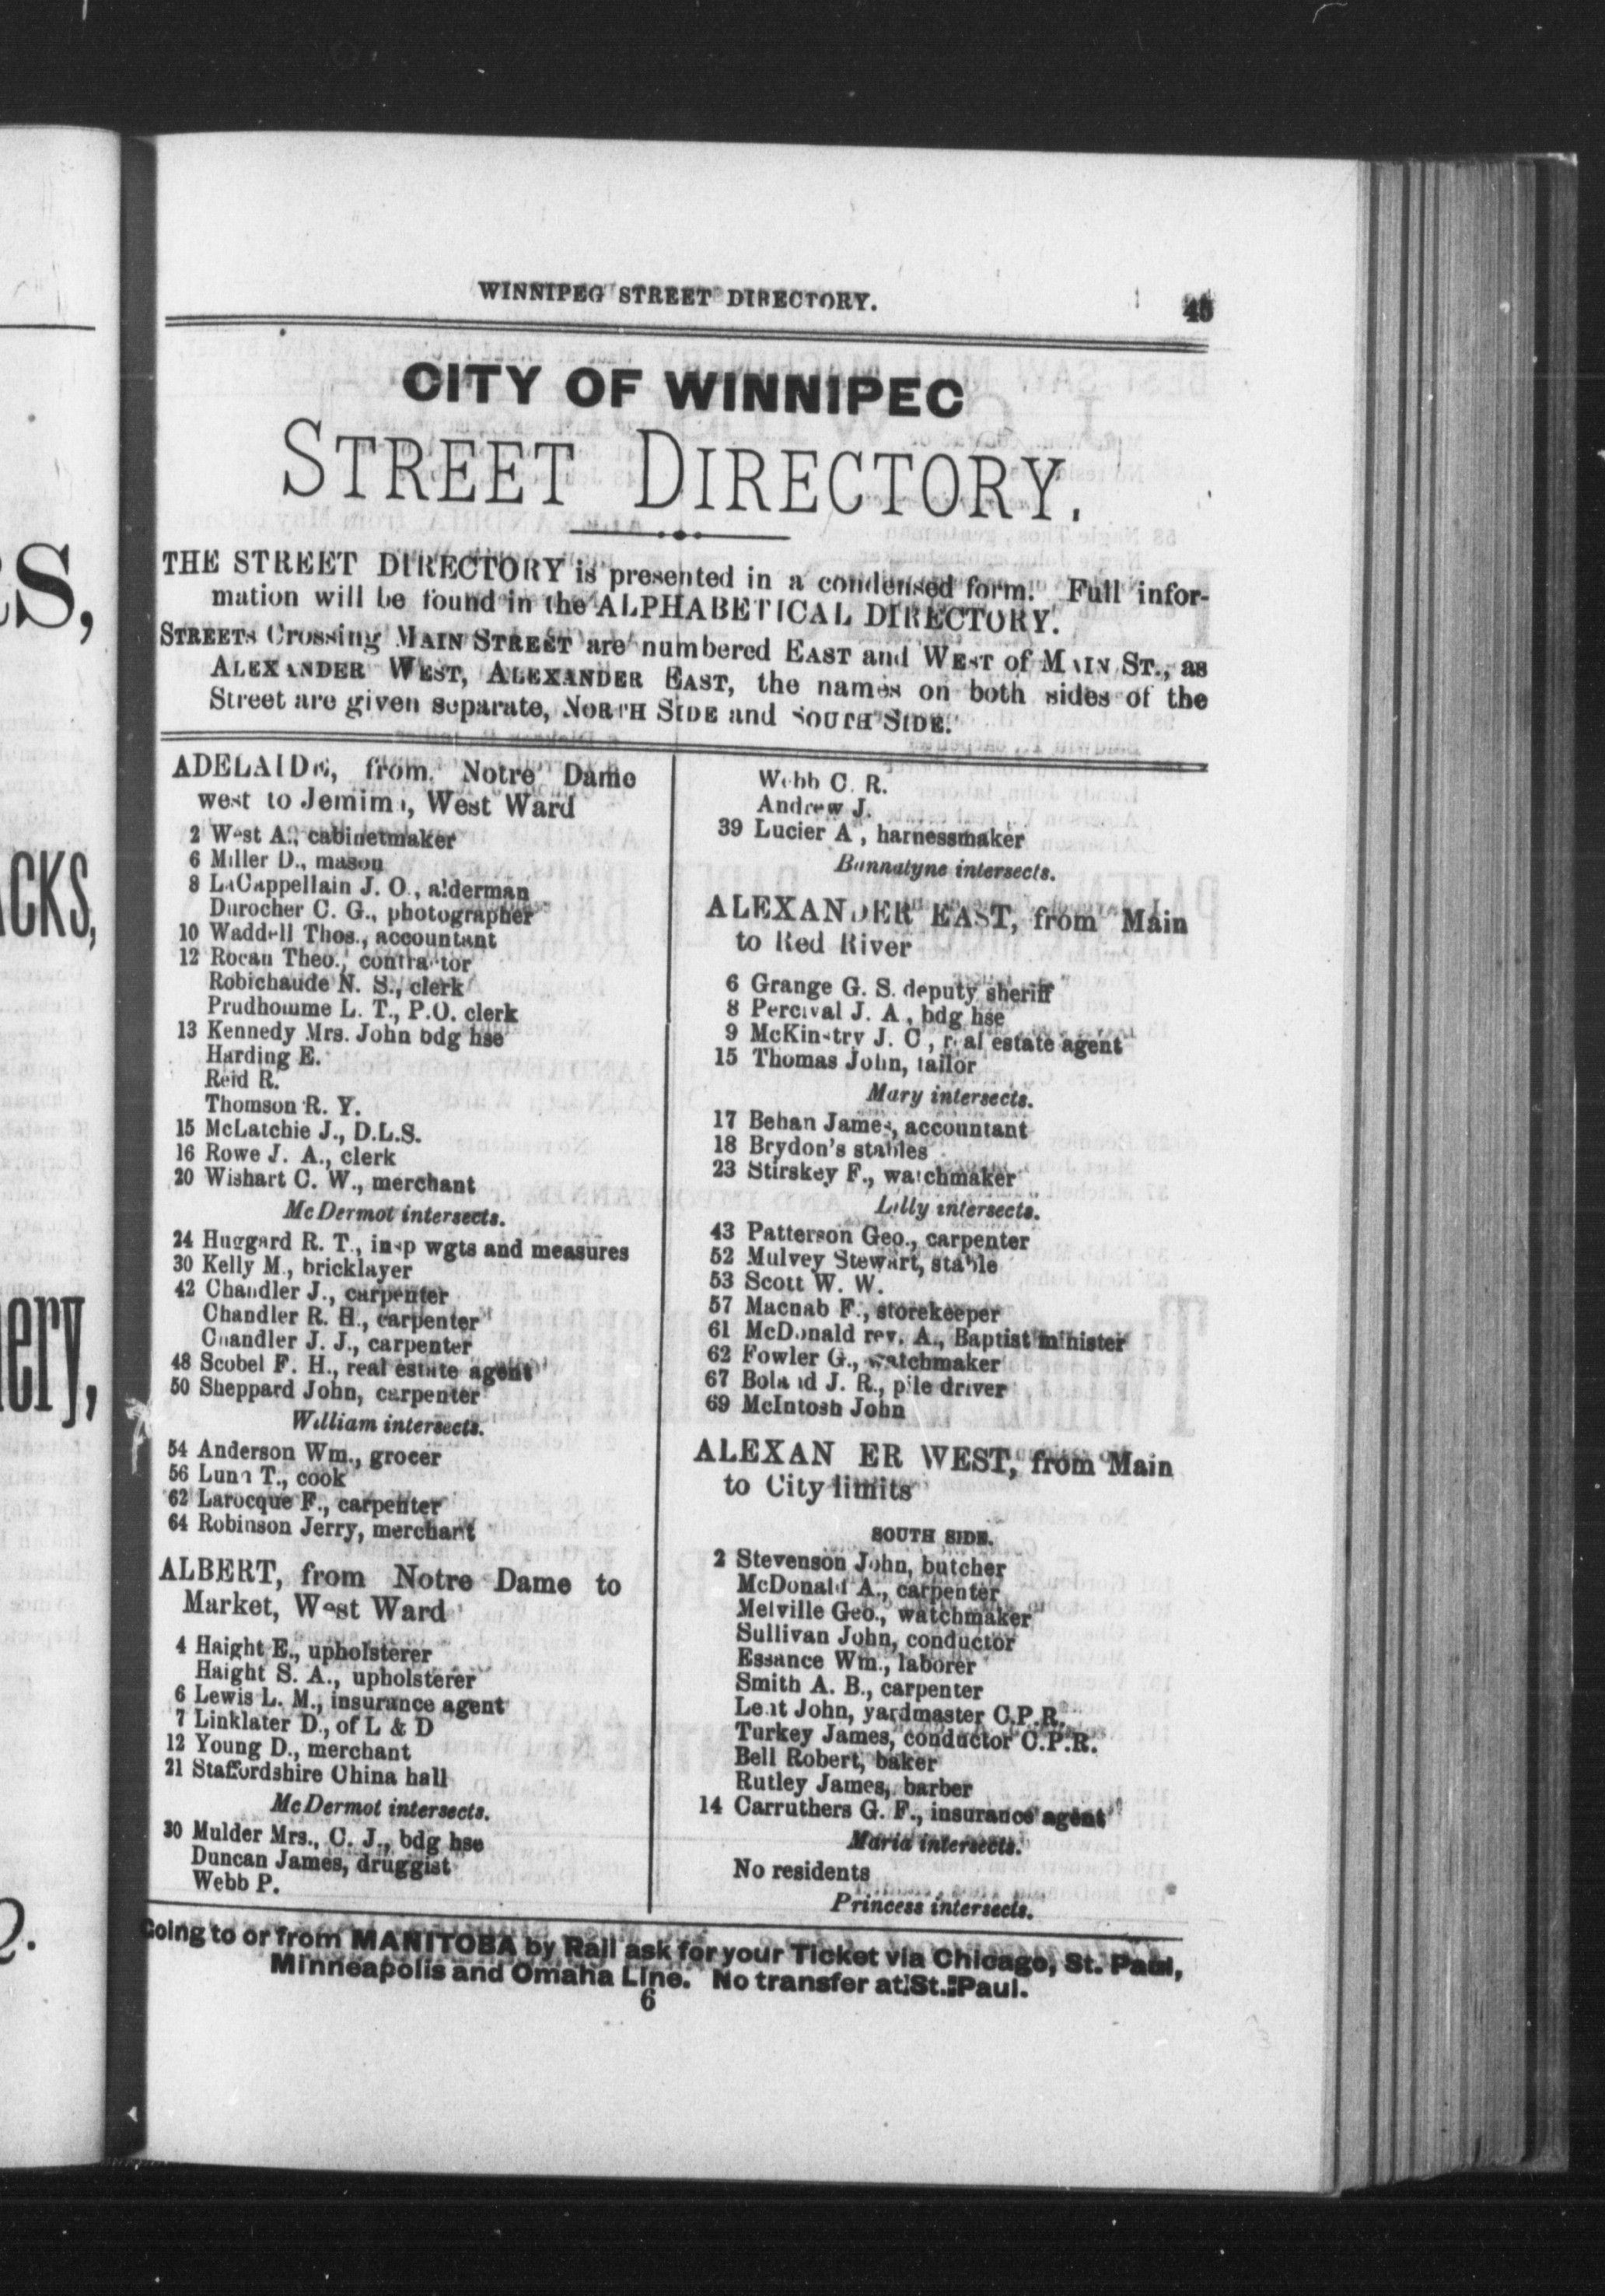 WINNIPEG STREET DIRECTORY. 45
CITY OF WINNIPEG
STREET DIRECTORY.
THE STREET DIRECTORY is presented in a condensed form. Full infor-
mation will be found in the ALPHABETICAL DIRECTORY.
STREETS Crossing MAIN STREET are numbered EAST and WEST of MAIN ST., as
ALEXANDER WEST, ALEXANDER EAST, the names on both sides of the
Street are given separate, NORTH SIDE and SOUTH SIDE.
ADELAIDE, from Notre Dame
west to Jemima, West Ward
2 West A., cabinetmaker
6 Miller D., mason
8 LaCappellain J. O., alderman
Durocher C. G., photographer
10 Waddell Thos., accountant
12 Rocan Theo., contractor
Robichaude N. S., clerk
Prudhomme L. T., P.O. clerk
13 Kennedy Mrs. John bdg hse
Harding E.
Reid R.
Thomson R. Y.
15 McLatchie J., D.L.S.
16 Rowe J. A., clerk
20 Wishart C. W., merchant
McDermot intersects.
24 Huggard R. T., insp wgts and measures
30 Kelly M., bricklayer
42 Chandler J., carpenter
Chandler R. H., carpenter
Chandler J. J., carpenter
48 Scobel F. H., real estate agent
50 Sheppard John, carpenter
William intersects.
54 Anderson Wm., grocer
56 Lunn T., cook
62 Larocque F., carpenter
64 Robinson Jerry, merchant
ALBERT, from Notre Dame to
Market, West Ward
4 Haight E., upholsterer
Haight S. A., upholsterer
6 Lewis L. M., insurance agent
7 Linklater D., of L & D
12 Young D., merchant
21 Staffordshire China hall
McDermot intersects.
30 Mulder Mrs., C. J., bdg hse
Duncan James, druggist
Webb P.
Webb C. R.
Andrew J.
39 Lucier A, harnessmaker
Bannatyne intersects.
ALEXANDER EAST, from Main
to Red River
6 Grange G. S. deputy sheriff
8 Percival J. A., bdg hse
9 McKinstry J. C., real estate agent
15 Thomas John, tailor
Mary intersects.
17 Behan James, accountant
18 Brydon's stables
23 Stirskey F., watchmaker
Lilly intersects.
43 Patterson Geo., carpenter
52 Mulvey Stewart, stable
53 Scott W. W.
57 Macnab F., storekeeper
61 McDonald rev. A., Baptist minister
62 Fowler G., watchmaker
67 Boland J. R., pile driver
69 McIntosh John
ALEXAN ER WEST, from Main
to City limits
SOUTH SIDE.
2 Stevenson John, butcher
McDonald A., carpenter
Melville Geo., watchmaker
Sullivan John, conductor
Essance Wm., laborer
Smith A. B., carpenter
Lent John, yardmaster C.P.R.
Turkey James, conductor C.P.R.
Bell Robert, baker
Rutley James, barber
14 Carruthers G. F., insurance agent
Maria intersects.
No residents
Princess intersects.
Going to or from MANITOBA by Rail ask for your Ticket via Chicago, St. Paul,
Minneapolis and Omaha Line. No transfer at St. Paul.
6